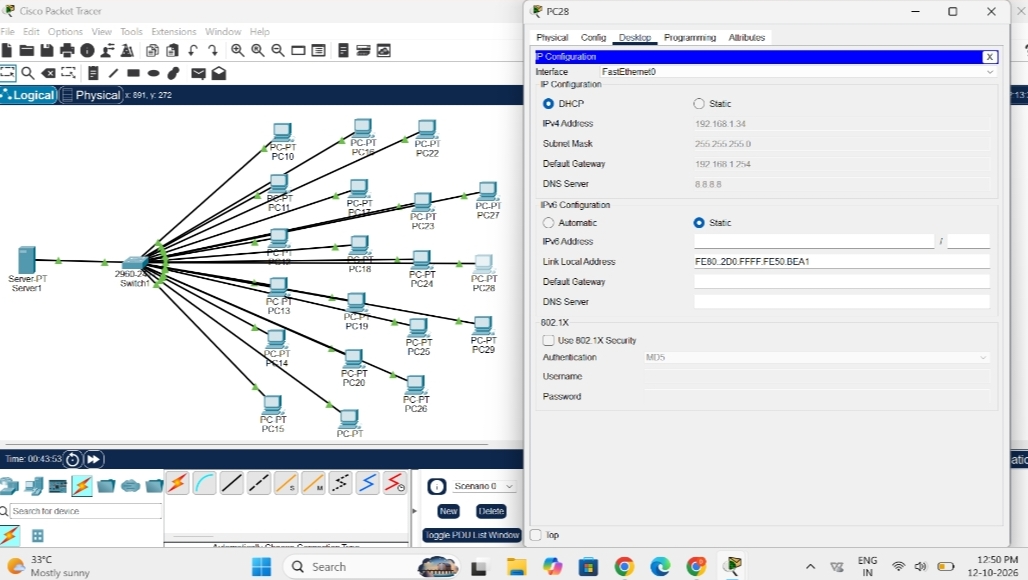 Cisco Packet Tracer
File Edit Options View Tools Extensions Window Help
Logical Physical x: 891, y: 272
PC-PT
PC10
PC-PT
PC16
PC-PT
PC22
PC-PT
PC11
PC-PT
PC17
PC-PT
PC23
PC-PT
PC27
PC-PT
PC12
PC-PT
PC18
PC-PT
PC24
PC-PT
PC28
Server-PT
Server1
2960-24
Switch1
PC-PT
PC13
PC-PT
PC19
PC-PT
PC25
PC-PT
PC29
PC-PT
PC14
PC-PT
PC20
PC-PT
PC26
PC-PT
PC15
PC-PT
Time: 00:43:53
Search for device
Scenario 0
New Delete
Toggle PDU List Window
PC28
Physical Config Desktop Programming Attributes
IP Configuration X
Interface FastEthernet0
IP Configuration
DHCP Static
IPv4 Address 192.168.1.34
Subnet Mask 255.255.255.0
Default Gateway 192.168.1.254
DNS Server 8.8.8.8
IPv6 Configuration
Automatic Static
IPv6 Address /
Link Local Address FE80..2D0.FFFF.FE50.BEA1
Default Gateway
DNS Server
802.1X
Use 802.1X Security
Authentication MD5
Username
Password
Top
33°C
Mostly sunny
Search
ENG
IN
12:50 PM
12-10-2026